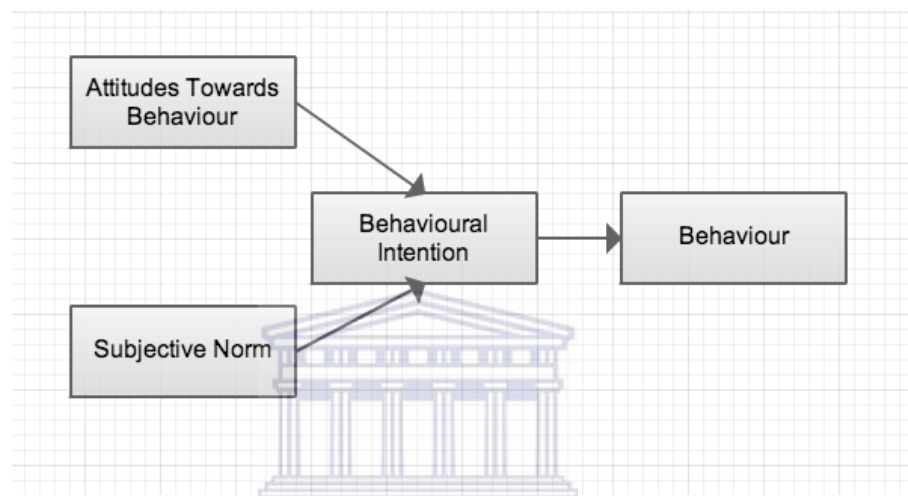 Attitudes Towards
Behaviour
Behavioural
Intention
Behaviour
Subjective Norm